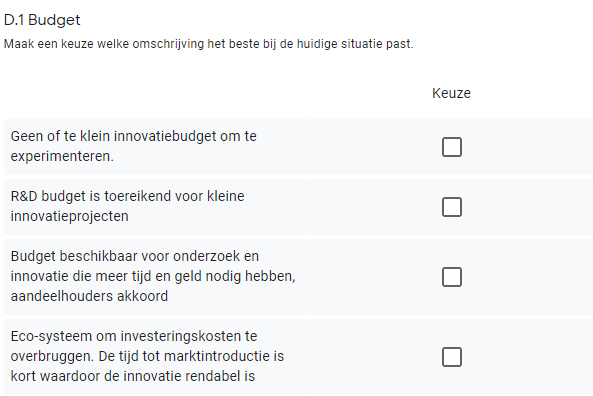 D.1 Budget
Maak een keuze welke omschrijving het beste bij de huidige situatie past.
Keuze
Geen of te klein innovatiebudget om te
experimenteren.
R&D budget is toereikend voor kleine
innovatieprojecten
Budget beschikbaar voor onderzoek en
innovatie die meer tijd en geld nodig hebben,
aandeelhouders akkoord
Eco-systeem om investeringskosten te
overbruggen. De tijd tot marktintroductie is
kort waardoor de innovatie rendabel is